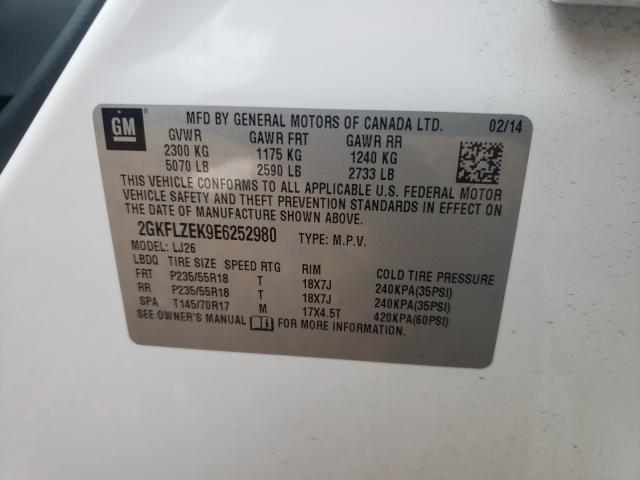 GM
MFD BY GENERAL MOTORS OF CANADA LTD. 02/14
GVWR GAWR FRT GAWR RR
2300 KG 1175 KG 1240 KG
5070 LB 2590 LB 2733 LB
THIS VEHICLE CONFORMS TO ALL APPLICABLE U.S. FEDERAL MOTOR
VEHICLE SAFETY AND THEFT PREVENTION STANDARDS IN EFFECT ON
THE DATE OF MANUFACTURE SHOWN ABOVE.
2GKFLZEK9E6252980 TYPE: M.P.V.
MODEL: LJ26
LBDQ TIRE SIZE SPEED RTG RIM COLD TIRE PRESSURE
FRT P235/55R18 T 18X7J 240KPA(35PSI)
RR P235/55R18 T 18X7J 240KPA(35PSI)
SPA T145/70R17 M 17X4.5T 420KPA(60PSI)
SEE OWNER'S MANUAL FOR MORE INFORMATION.